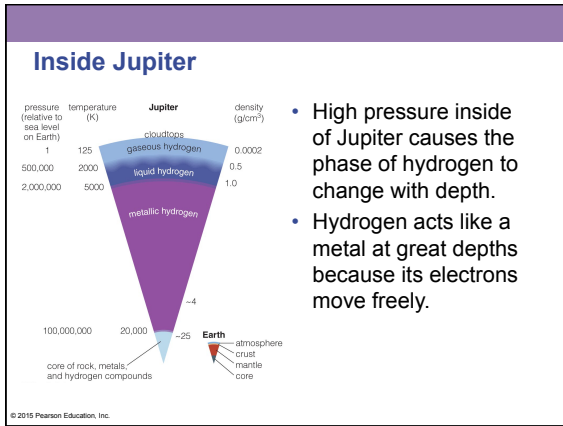 Inside Jupiter
pressure
(relative to
sea level
on Earth)
temperature
(K)
Jupiter
density
(g/cm³)
cloudtops
1
125
gaseous hydrogen
0.0002
500,000
2000
liquid hydrogen
0.5
2,000,000
5000
1.0
metallic hydrogen
~4
100,000,000
20,000
~25
core of rock, metals,
and hydrogen compounds
Earth
atmosphere
crust
mantle
core
• High pressure inside
of Jupiter causes the
phase of hydrogen to
change with depth.
• Hydrogen acts like a
metal at great depths
because its electrons
move freely.
© 2015 Pearson Education, Inc.